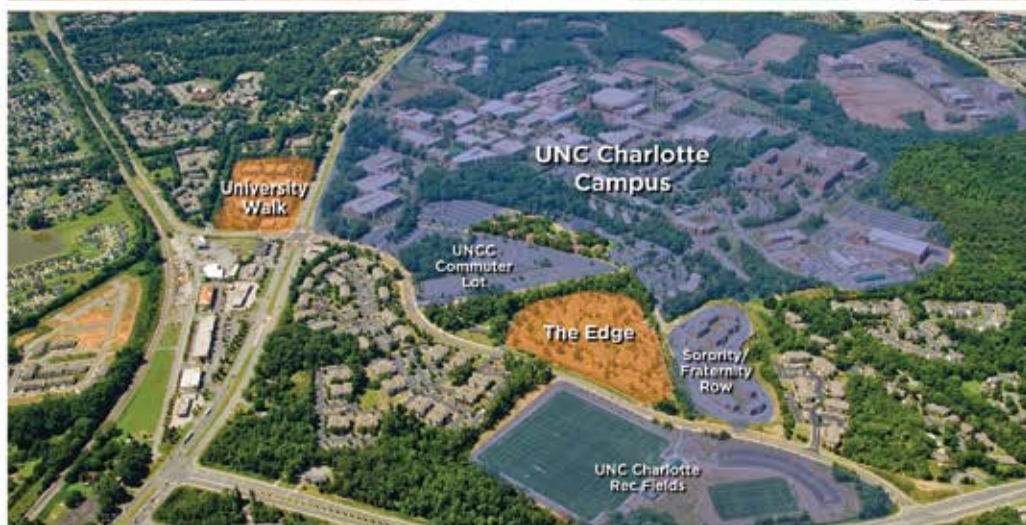 UNC Charlotte
Campus
University
Walk
UNCC
Commuter
Lot
The Edge
Sorority/
Fraternity
Row
UNC Charlotte
Rec Fields